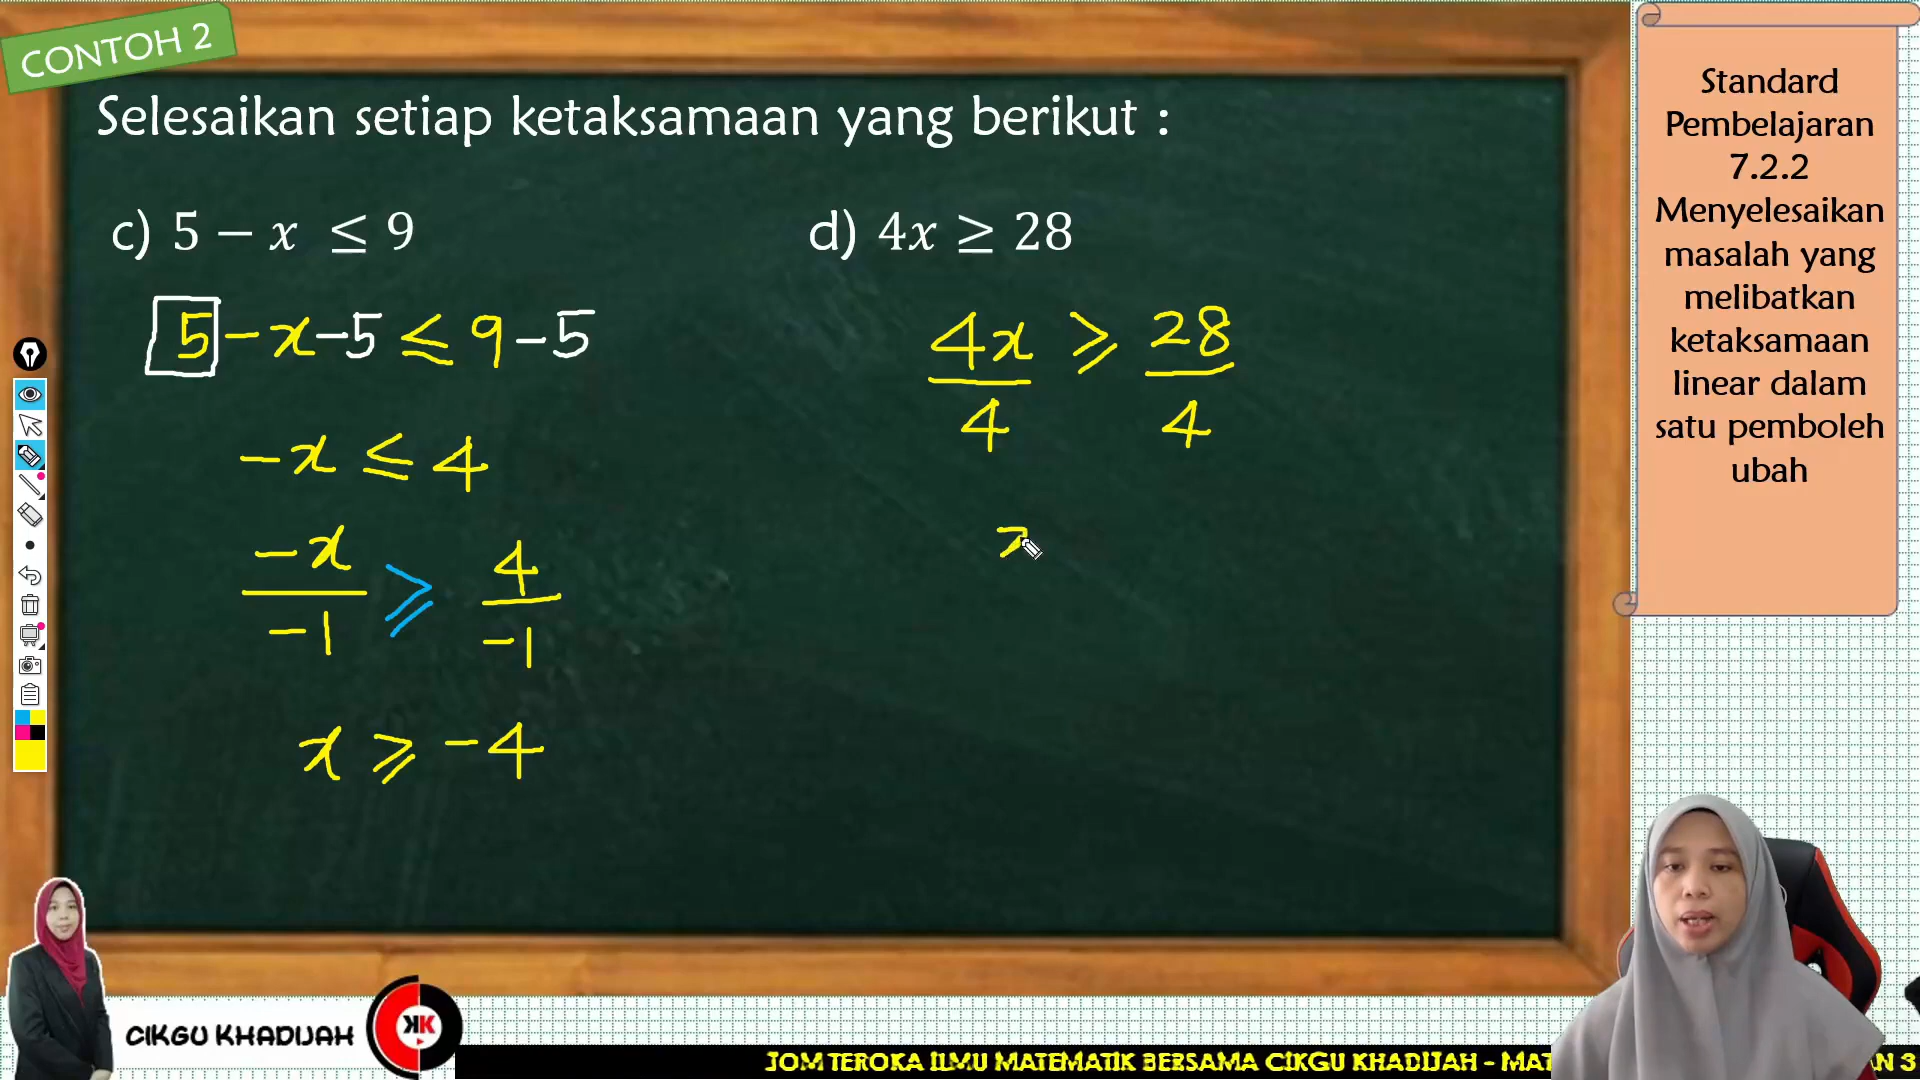 CONTOH 2
Selesaikan setiap ketaksamaan yang berikut :
c) 5 − x ≤ 9
5 − x − 5 ≤ 9 − 5
−x ≤ 4
−x/−1 ≥ 4/−1
x ≥ −4
d) 4x ≥ 28
4x/4 ≥ 28/4
x
Standard
Pembelajaran
7.2.2
Menyelesaikan
masalah yang
melibatkan
ketaksamaan
linear dalam
satu pemboleh
ubah
CIKGU KHADIJAH
KK
JOM TEROKA ILMU MATEMATIK BERSAMA CIKGU KHADIJAH - MAT
N 3